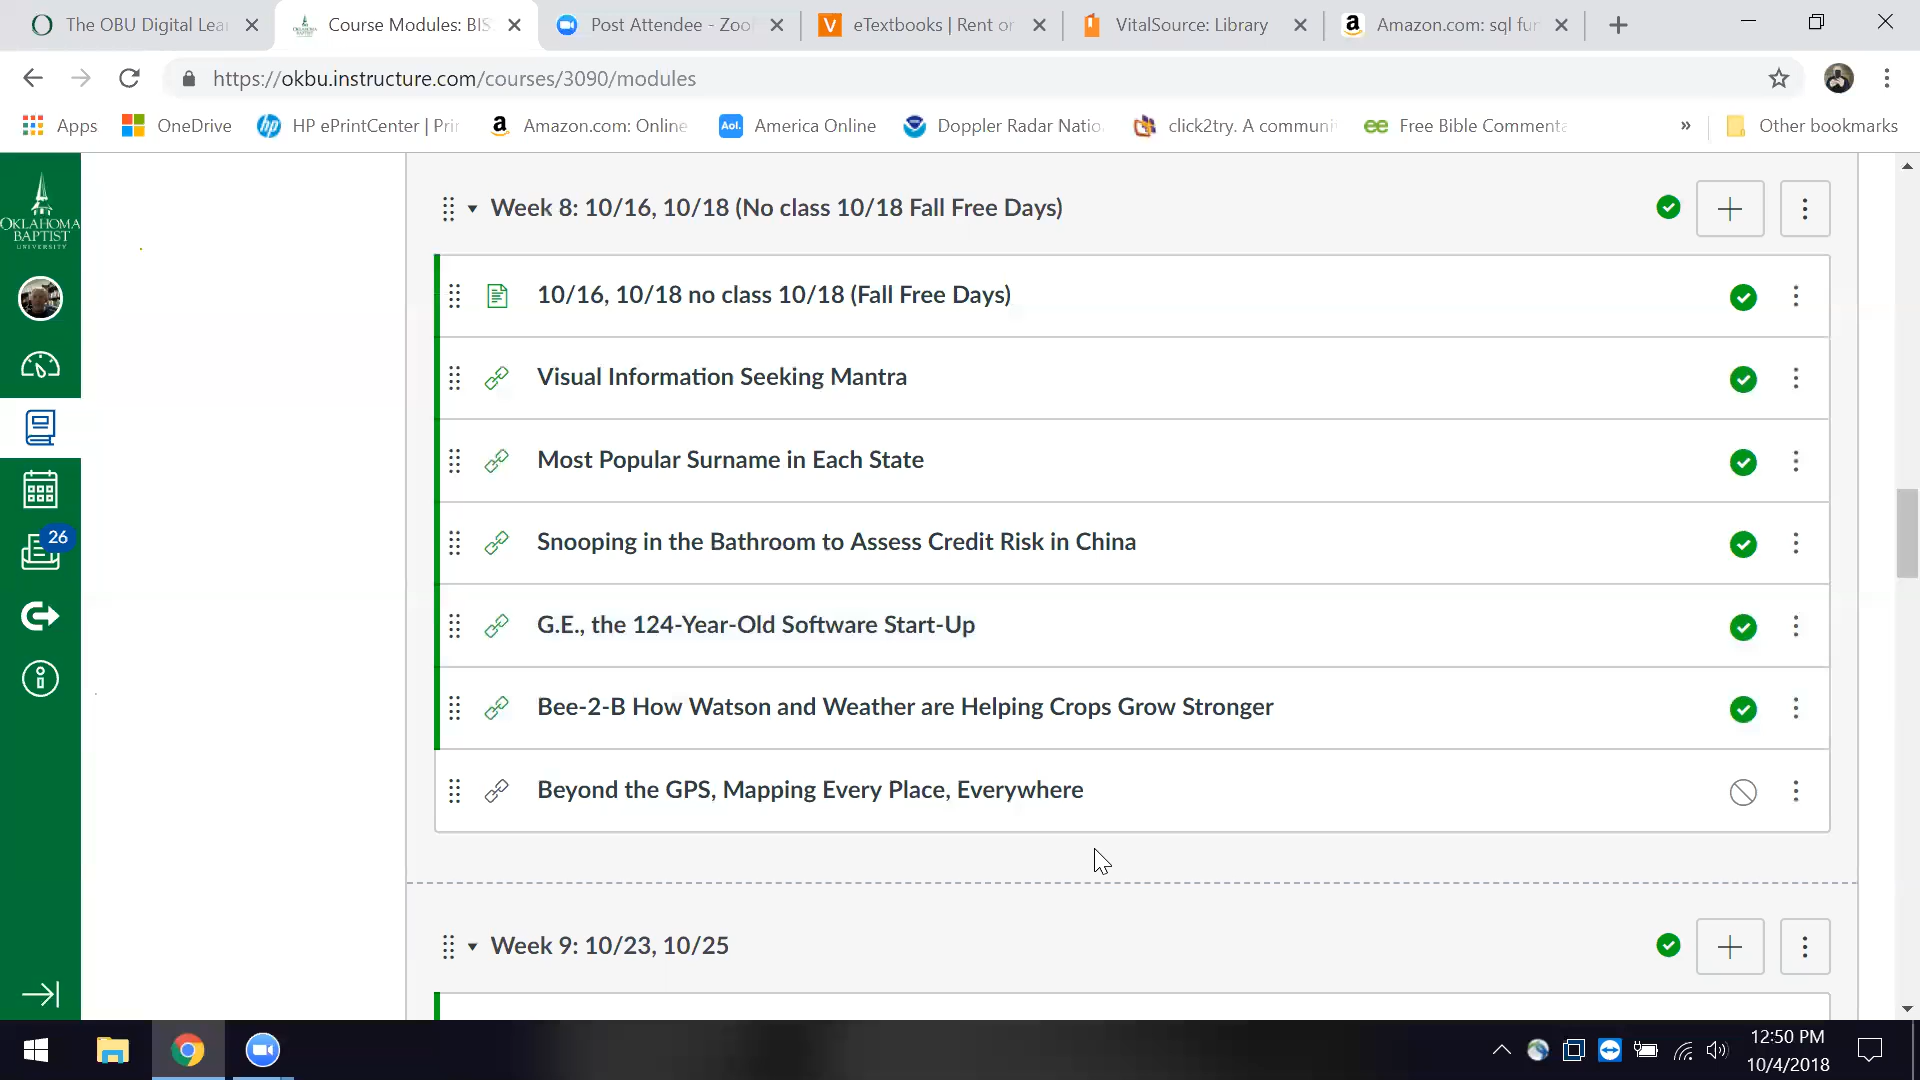 The OBU Digital Lea
Course Modules: BIS
Post Attendee - Zoo
eTextbooks | Rent or
VitalSource: Library
Amazon.com: sql fun
https://okbu.instructure.com/courses/3090/modules
Apps
OneDrive
HP ePrintCenter | Prin
Amazon.com: Online
Aol.
America Online
Doppler Radar Natio
click2try. A communi
ee
Free Bible Commenta
»
Other bookmarks
OKLAHOMA
BAPTIST
UNIVERSITY
26
Week 8: 10/16, 10/18 (No class 10/18 Fall Free Days)
10/16, 10/18 no class 10/18 (Fall Free Days)
Visual Information Seeking Mantra
Most Popular Surname in Each State
Snooping in the Bathroom to Assess Credit Risk in China
G.E., the 124-Year-Old Software Start-Up
Bee-2-B How Watson and Weather are Helping Crops Grow Stronger
Beyond the GPS, Mapping Every Place, Everywhere
Week 9: 10/23, 10/25
12:50 PM
10/4/2018